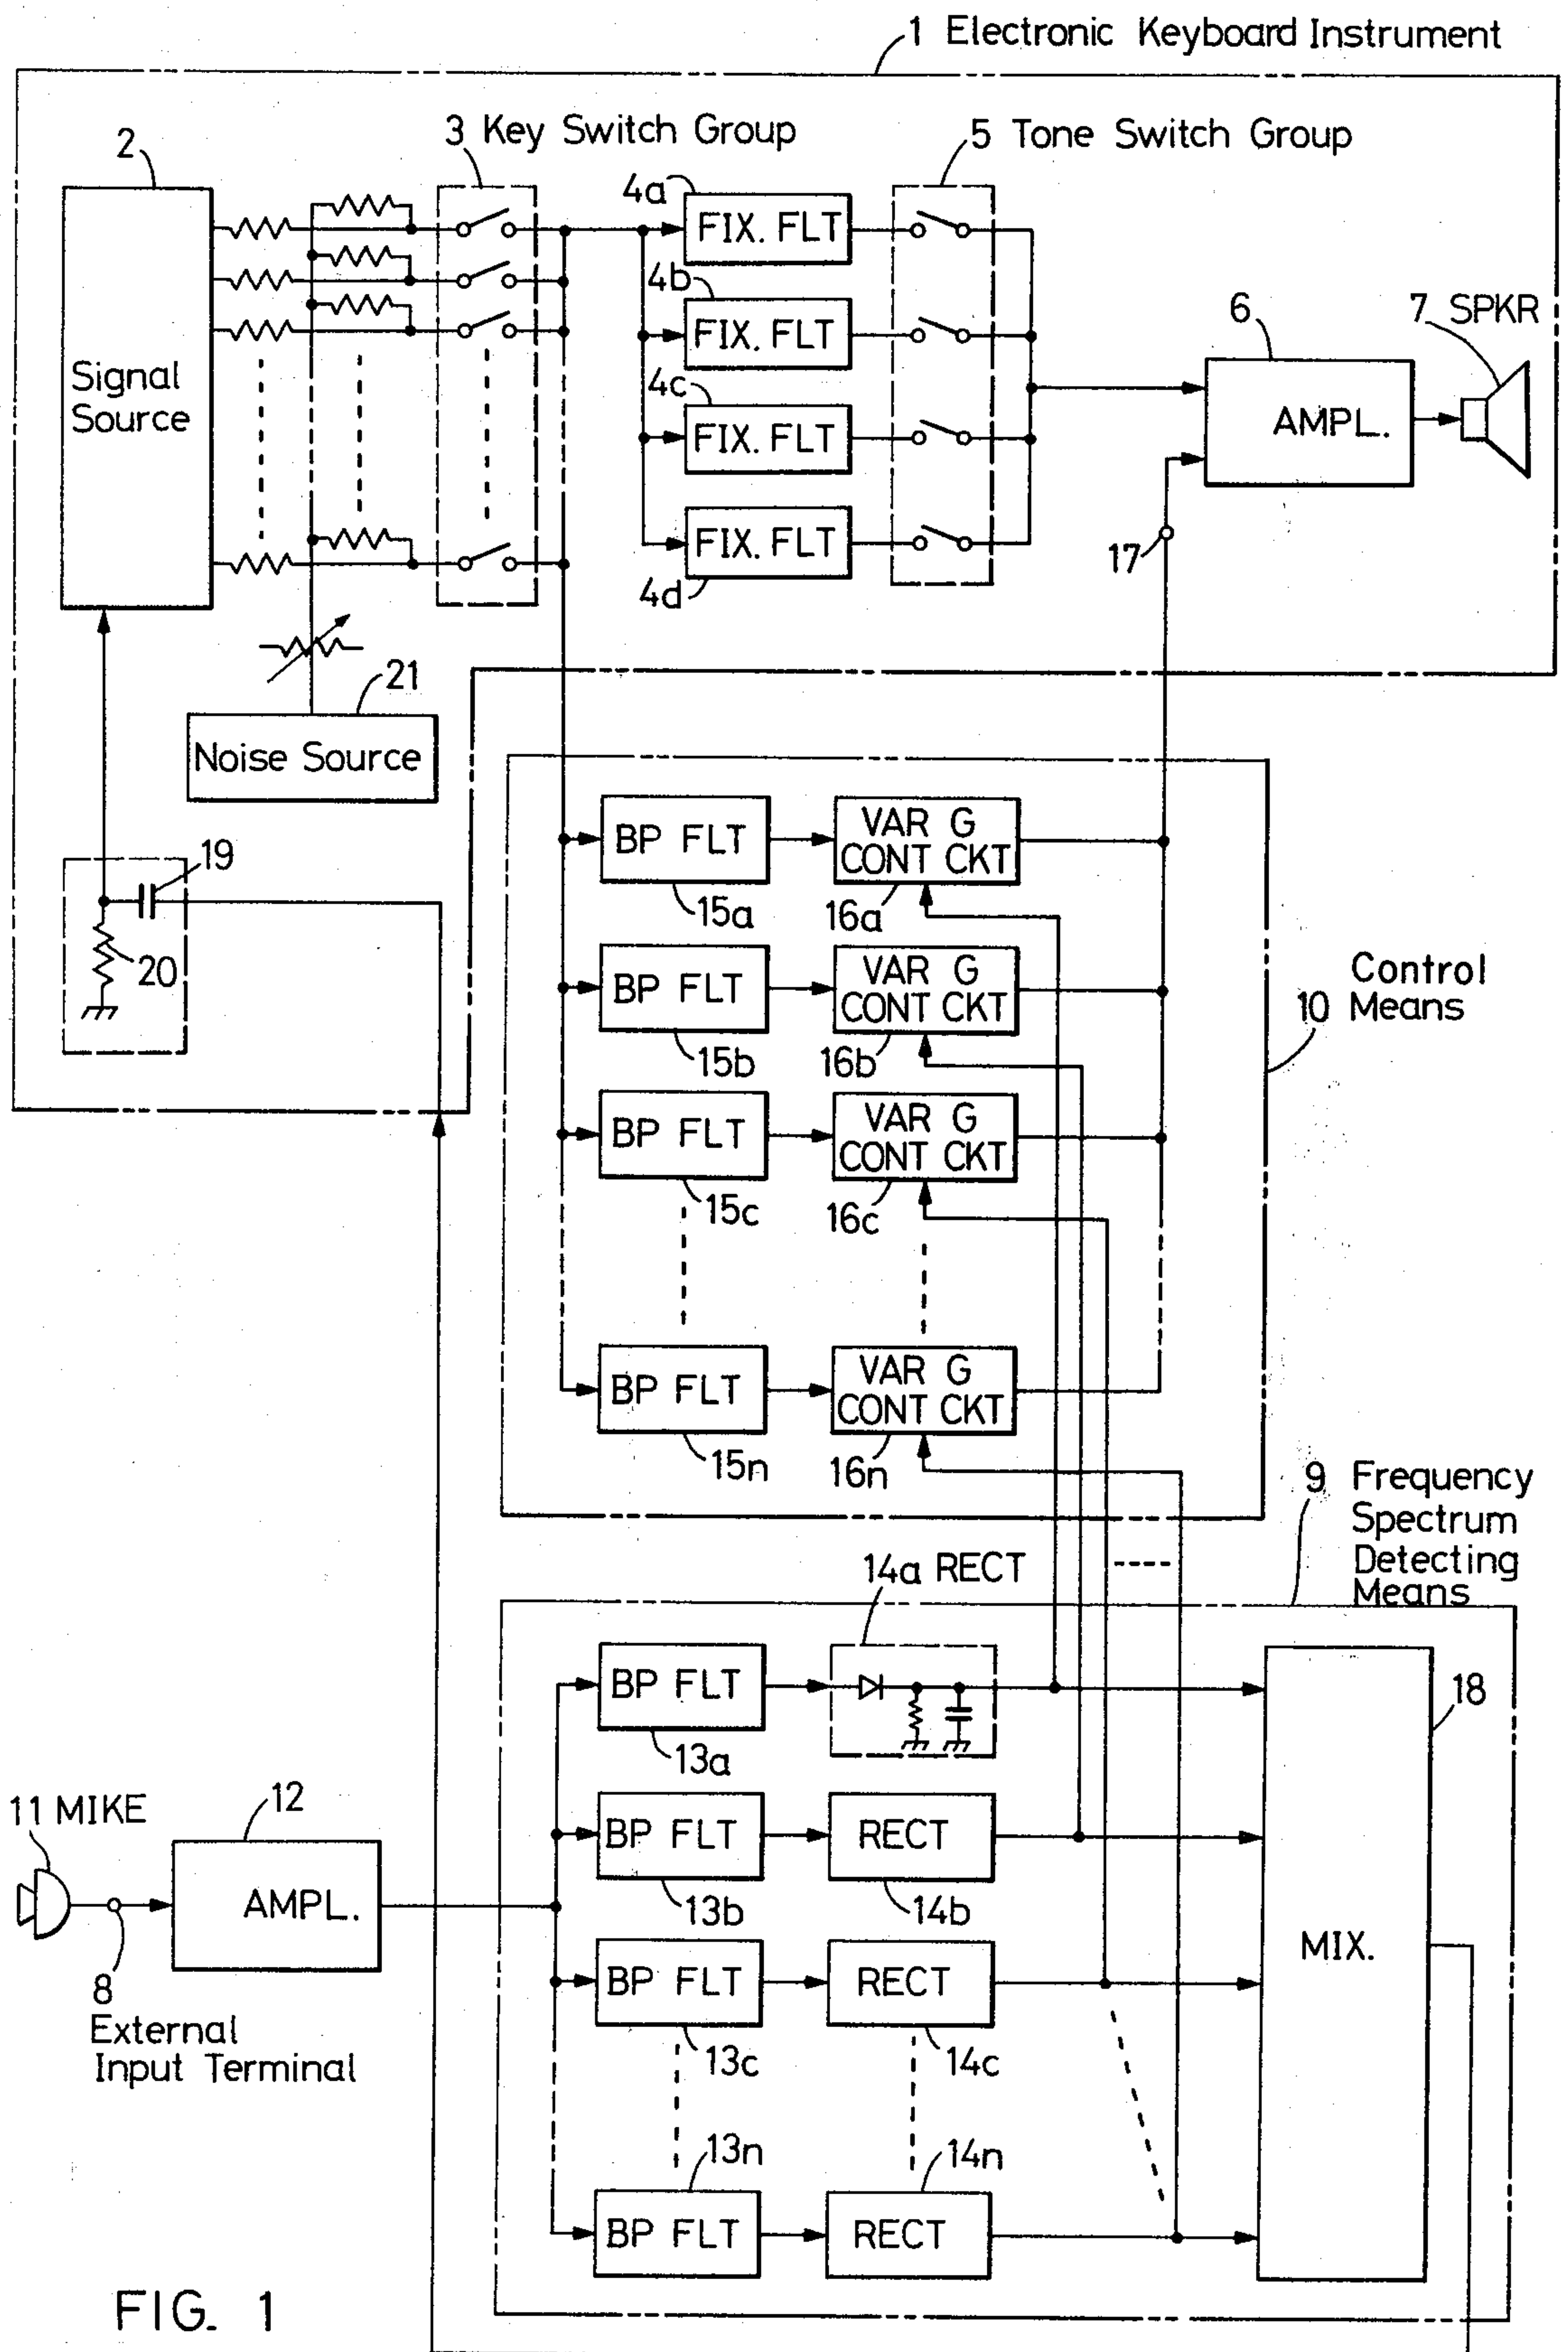 1 Electronic Keyboard Instrument
2
3 Key Switch Group
5 Tone Switch Group
Signal
Source
4a
FIX. FLT
4b
FIX. FLT
4c
FIX. FLT
FIX. FLT
4d
6
AMPL.
7 SPKR
17
21
Noise Source
19
20
BP FLT
15a
VAR G
CONT CKT
16a
BP FLT
15b
VAR G
CONT CKT
16b
BP FLT
15c
VAR G
CONT CKT
16c
BP FLT
15n
VAR G
CONT CKT
16n
Control
10 Means
9 Frequency
Spectrum
Detecting
Means
14a RECT
BP FLT
13a
18
11 MIKE
12
AMPL.
8
External
Input Terminal
BP FLT
13b
RECT
14b
BP FLT
13c
RECT
14c
13n
BP FLT
14n
RECT
MIX.
FIG. 1